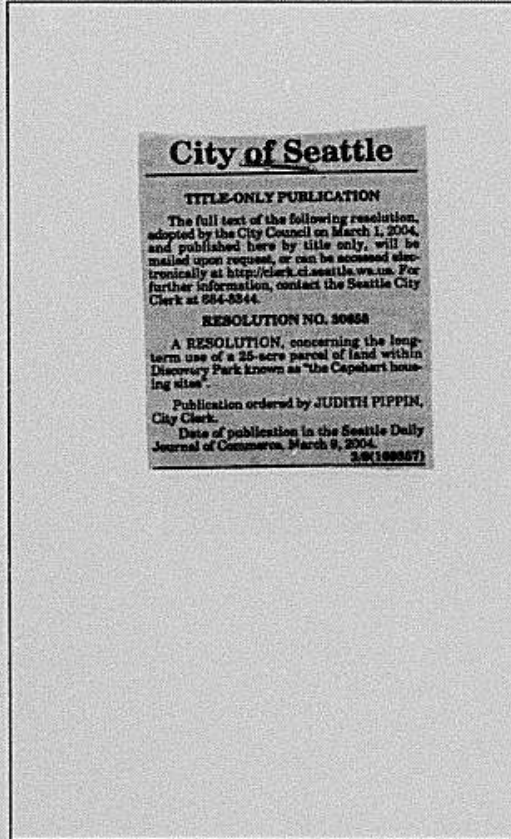 City of Seattle
TITLE-ONLY PUBLICATION
The full text of the following resolution,
adopted by the City Council on March 1, 2004,
and published here by title only, will be
mailed upon request, or can be accessed elec-
tronically at http://clerk.ci.seattle.wa.us. For
further information, contact the Seattle City
Clerk at 684-8344.
RESOLUTION NO. 30658
A RESOLUTION, concerning the long-
term use of a 25-acre parcel of land within
Discovery Park known as "the Capehart hous-
ing sites".
Publication ordered by JUDITH PIPPIN,
City Clerk.
Date of publication in the Seattle Daily
Journal of Commerce, March 9, 2004.